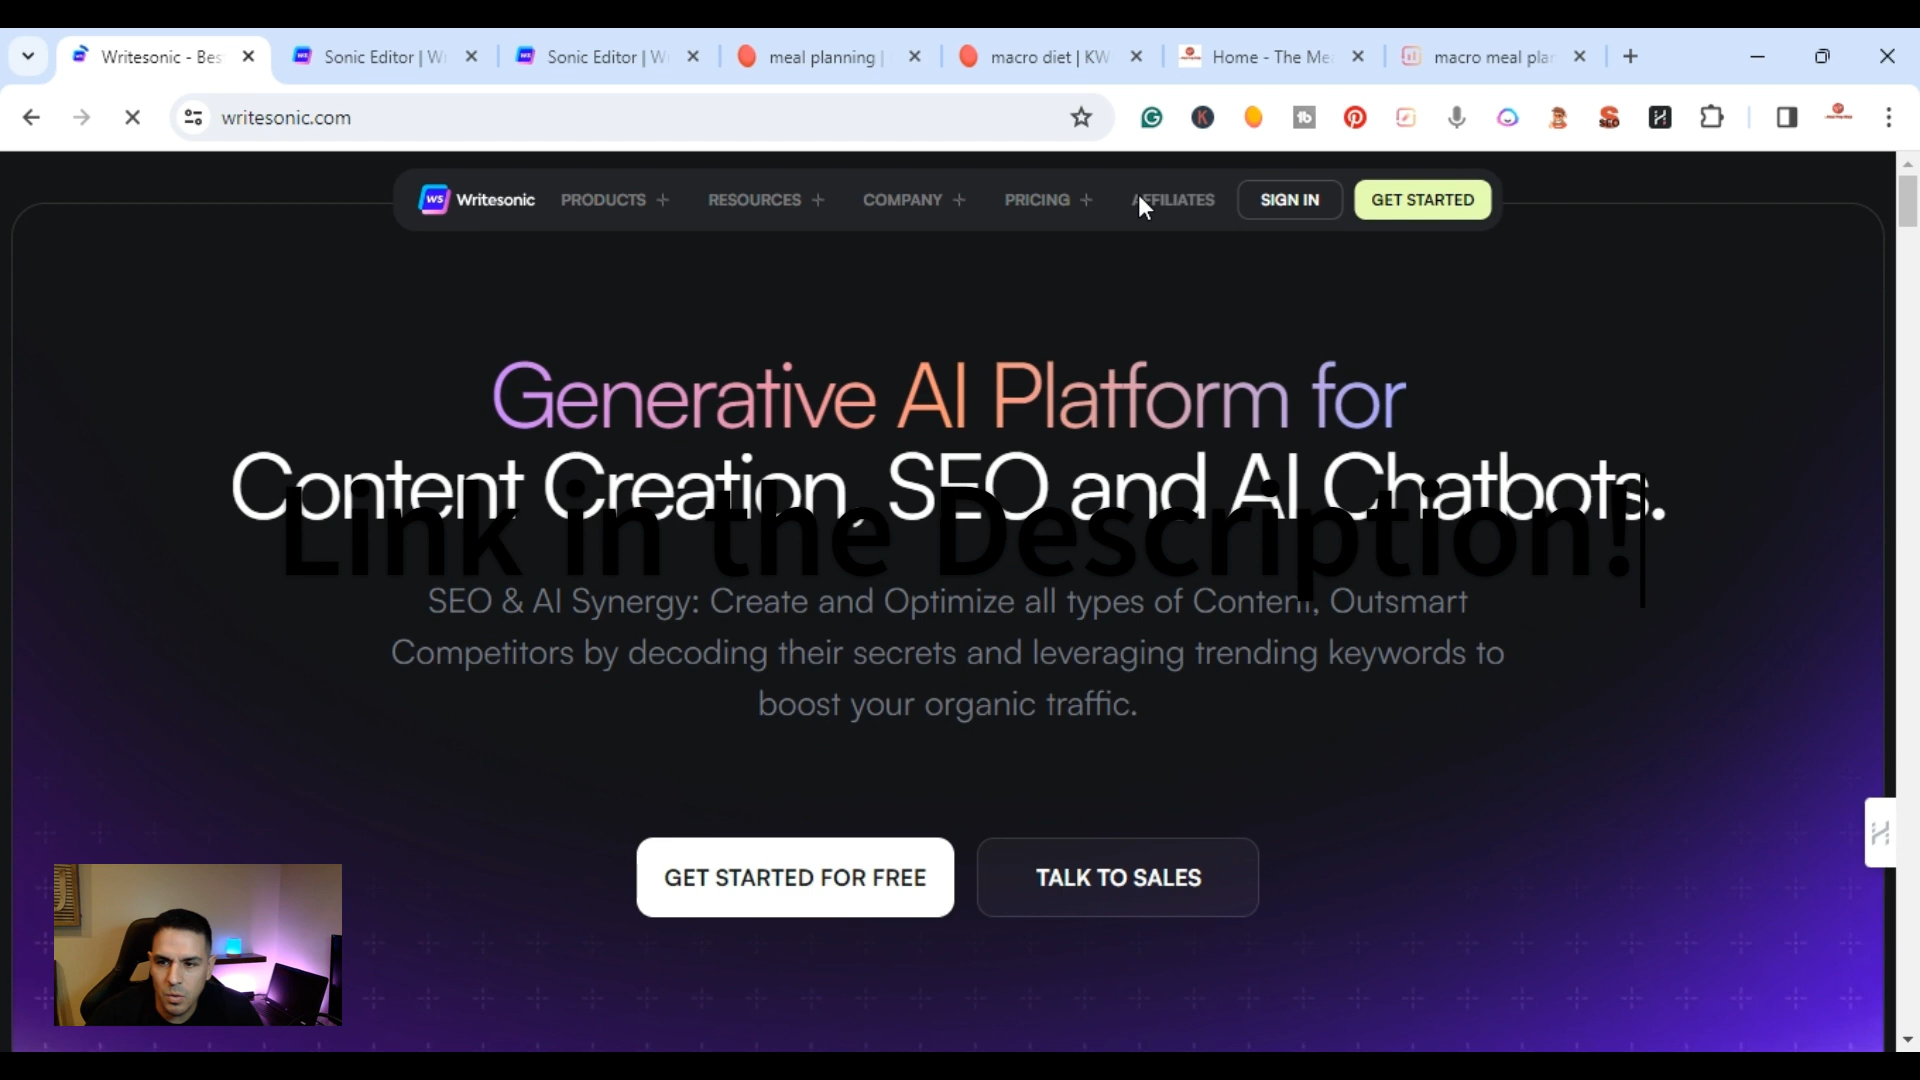 Writesonic - Bes
Sonic Editor | W
Sonic Editor | W
meal planning |
macro diet | KW
Home - The Me
macro meal plan
writesonic.com
ws Writesonic
PRODUCTS
RESOURCES
COMPANY
PRICING
AFFILIATES
SIGN IN
GET STARTED
Generative AI Platform for
Content Creation, SEO and AI Chatbots.
Link in the Description!
SEO & AI Synergy: Create and Optimize all types of Content, Outsmart
Competitors by decoding their secrets and leveraging trending keywords to
boost your organic traffic.
GET STARTED FOR FREE
TALK TO SALES